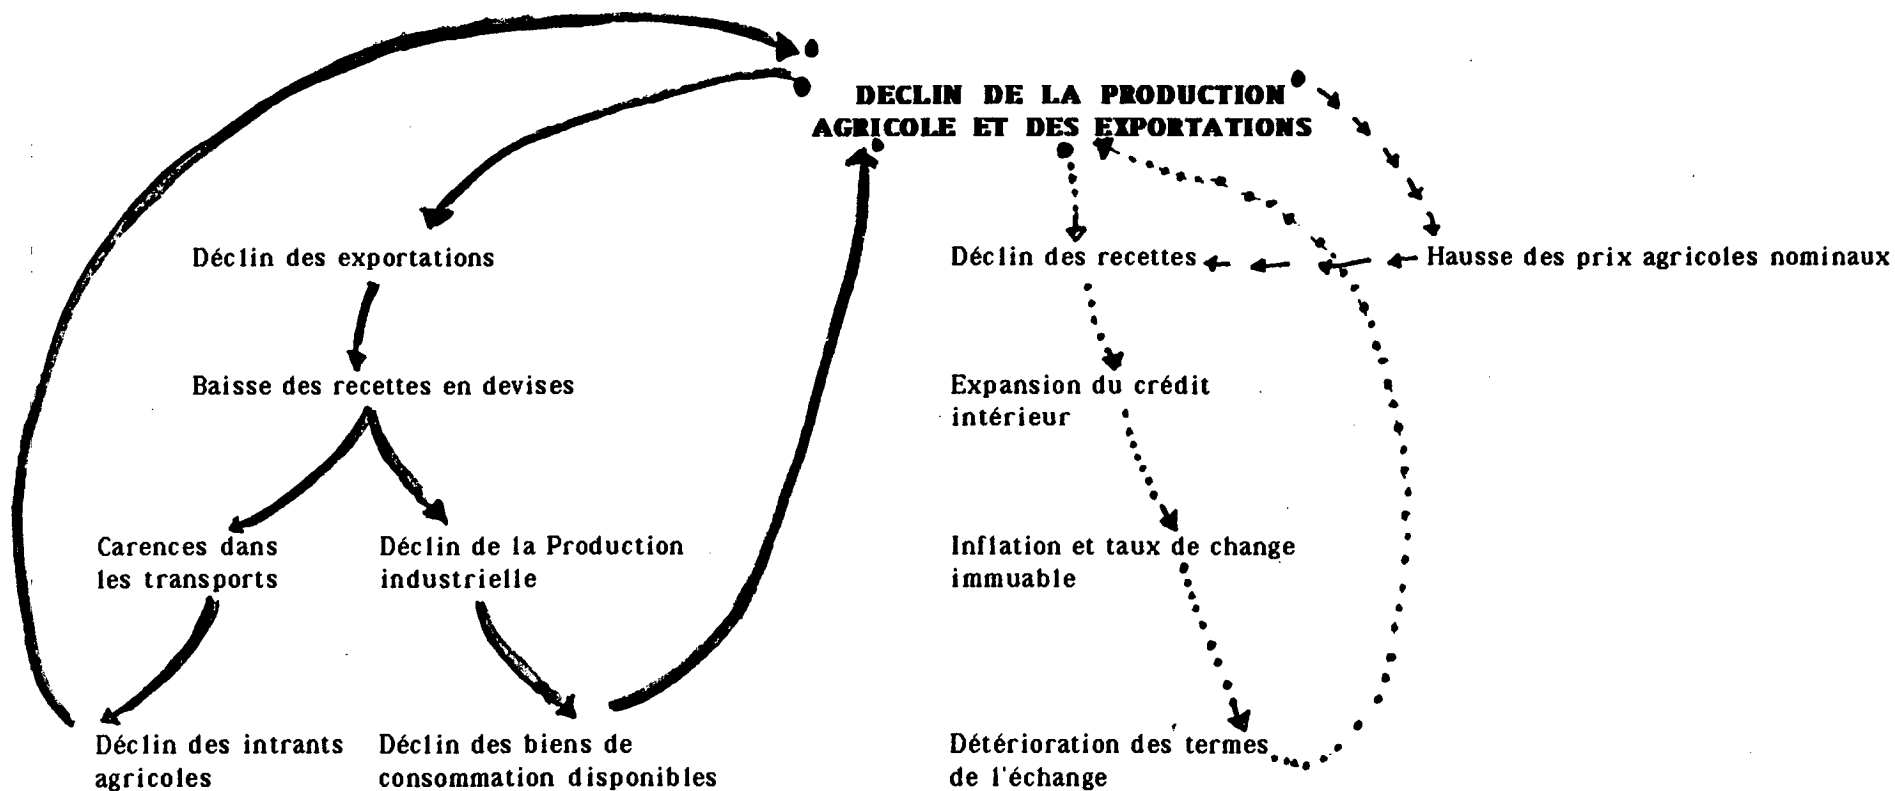 DECLIN DE LA PRODUCTION
AGRICOLE ET DES EXPORTATIONS
Déclin des exportations
Déclin des recettes
Hausse des prix agricoles nominaux
Baisse des recettes en devises
Expansion du crédit
intérieur
Carences dans
les transports
Déclin de la Production
industrielle
Inflation et taux de change
immuable
Déclin des intrants
agricoles
Déclin des biens de
consommation disponibles
Détérioration des termes
de l'échange